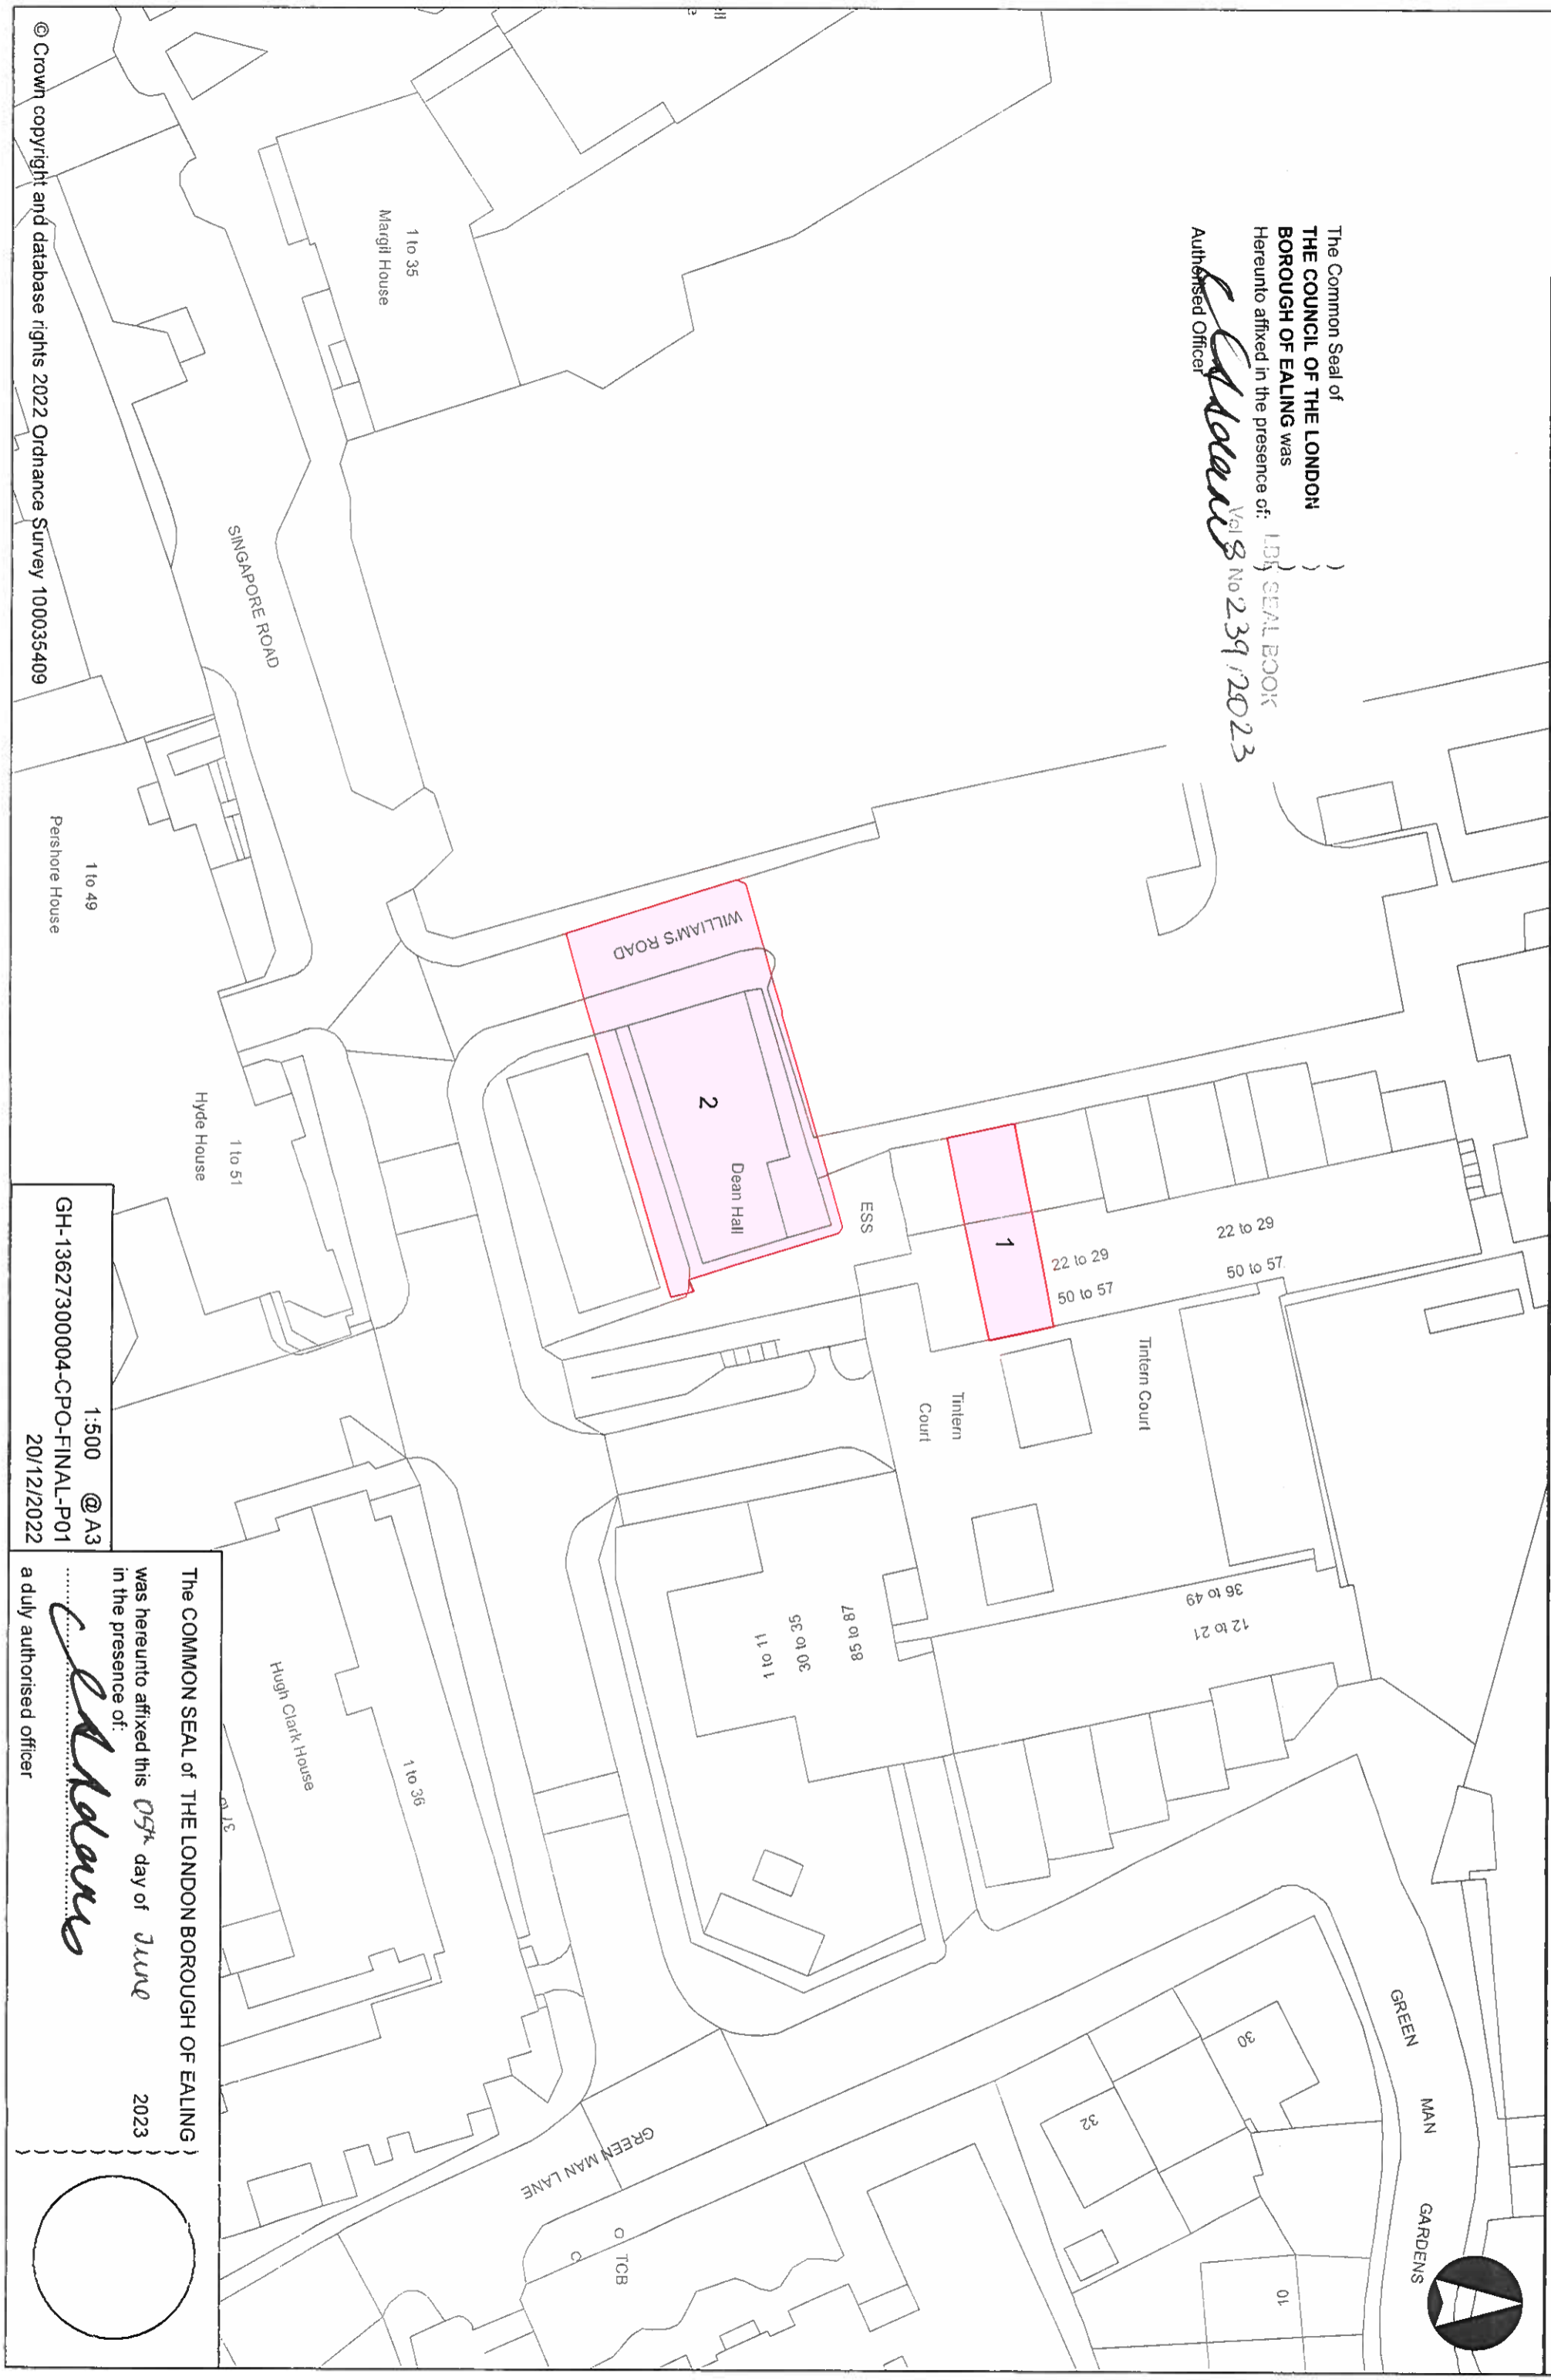 The Common Seal of )
THE COUNCIL OF THE LONDON )
BOROUGH OF EALING was )
Hereunto affixed in the presence of: )
LBE SEAL BOOK
Vol 8 No 239 / 2023
Authorised Officer
GREEN MAN GARDENS
22 to 29
50 to 57
22 to 29
50 to 57
Tintern Court
36 to 49
12 to 21
30
32
10
1
ESS
Tintern
Court
WILLIAM'S ROAD
2
Dean Hall
85 to 87
30 to 35
1 to 11
GREEN MAN LANE
TCB
1 to 35
Margil House
SINGAPORE ROAD
1 to 51
Hyde House
1 to 36
Hugh Clark House
37 to
1 to 49
Pershore House
© Crown copyright and database rights 2022 Ordnance Survey 100035409
1:500 @ A3
GH-1362730004-CPO-FINAL-P01
20/12/2022
The COMMON SEAL of THE LONDON BOROUGH OF EALING )
was hereunto affixed this 05th day of June 2023 )
in the presence of:
a duly authorised officer